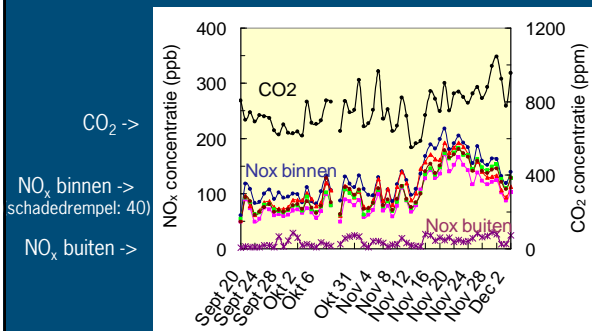 CO₂ ->
NOₓ binnen ->
schadedrempel: 40)
NOₓ buiten ->
NOₓ concentratie (ppb)
400
300
200
100
0
CO2
Nox binnen
Nox buiten
1200
800
400
0
CO₂ concentratie (ppm)
Sept 20
Sept 24
Sept 28
Okt 2
Okt 6
Okt 31
Nov 4
Nov 8
Nov 12
Nov 16
Nov 20
Nov 24
Nov 28
Dec 2